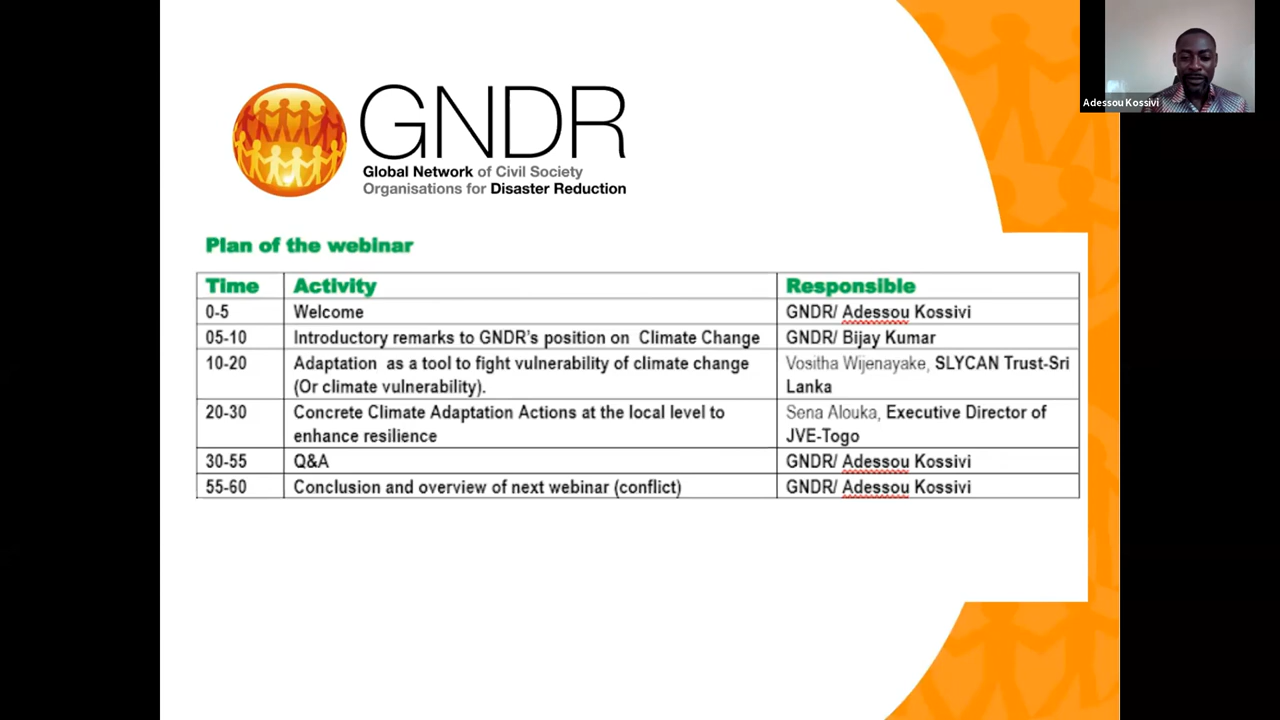 Adessou Kossivi
GNDR
Global Network of Civil Society
Organisations for Disaster Reduction
Plan of the webinar
Time Activity Responsible
0-5 Welcome GNDR/ Adessou Kossivi
05-10 Introductory remarks to GNDR's position on Climate Change GNDR/ Bijay Kumar
10-20 Adaptation as a tool to fight vulnerability of climate change Vositha Wijenayake, SLYCAN Trust-Sri
(Or climate vulnerability). Lanka
20-30 Concrete Climate Adaptation Actions at the local level to Sena Alouka, Executive Director of
enhance resilience JVE-Togo
30-55 Q&A GNDR/ Adessou Kossivi
55-60 Conclusion and overview of next webinar (conflict) GNDR/ Adessou Kossivi